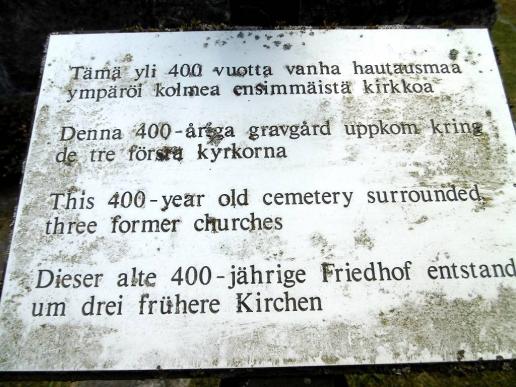 Tämä yli 400 vuotta vanha hautausmaa
ympäröi kolmea ensimmäistä kirkkoa
Denna 400-åriga gravgård uppkom kring
de tre första kyrkorna
This 400-year old cemetery surrounded
three former churches
Dieser alte 400-jährige Friedhof entstand
um drei frühere Kirchen